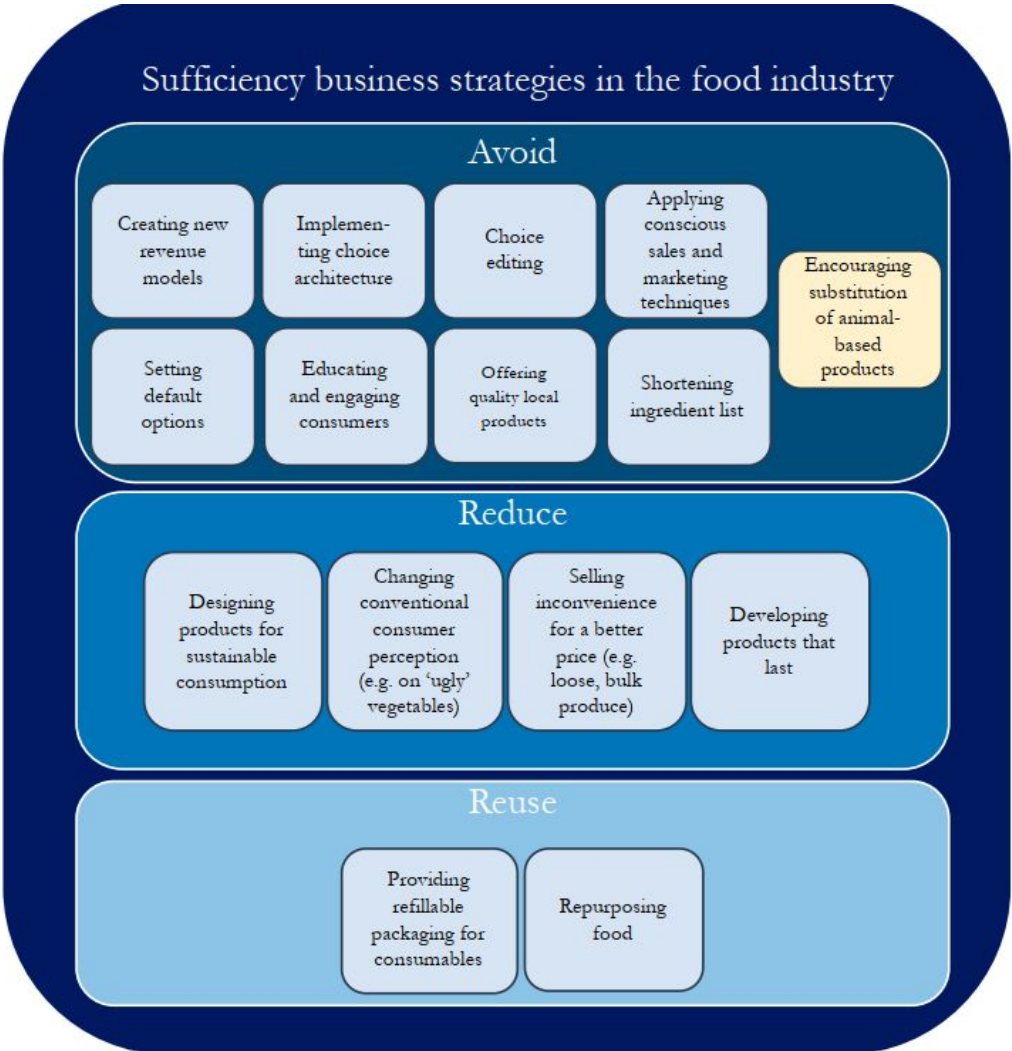 Sufficiency business strategies in the food industry
Avoid
Creating new
revenue
models
Implemen-
ting choice
architecture
Choice
editing
Applying
conscious
sales and
marketing
techniques
Encouraging
substitution
of animal-
based
products
Setting
default
options
Educating
and engaging
consumers
Offering
quality local
products
Shortening
ingredient list
Reduce
Designing
products for
sustainable
consumption
Changing
conventional
consumer
perception
(e.g. on ‘ugly’
vegetables)
Selling
inconvenience
for a better
price (e.g.
loose, bulk
produce)
Developing
products that
last
Reuse
Providing
refillable
packaging for
consumables
Repurposing
food